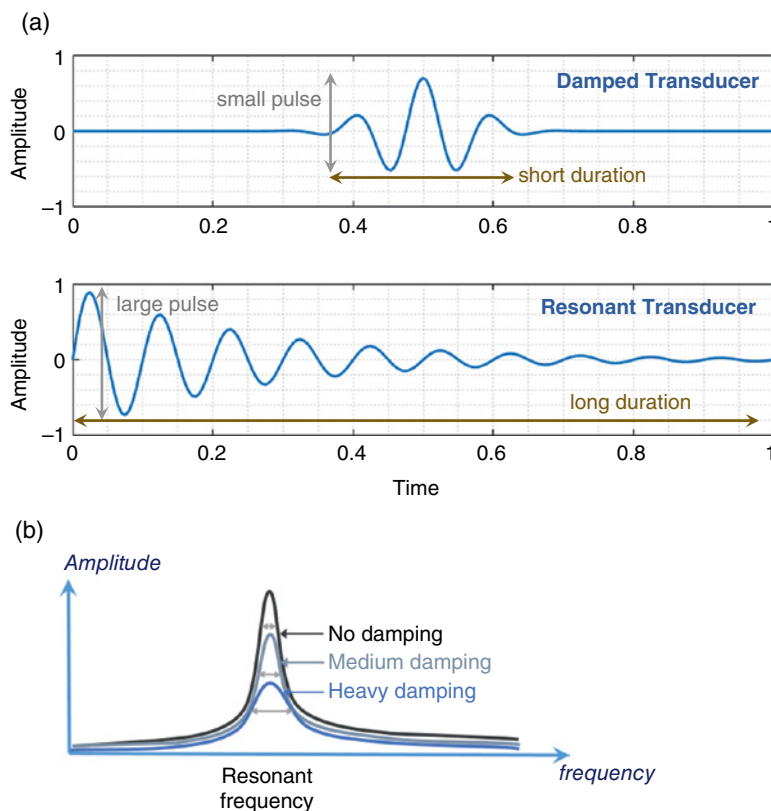 (a)
1
0
−1
Amplitude
small pulse
Damped Transducer
short duration
0 0.2 0.4 0.6 0.8 1
1
0
−1
Amplitude
large pulse
Resonant Transducer
long duration
0 0.2 0.4 0.6 0.8 1
Time
(b)
Amplitude
No damping
Medium damping
Heavy damping
Resonant
frequency
frequency